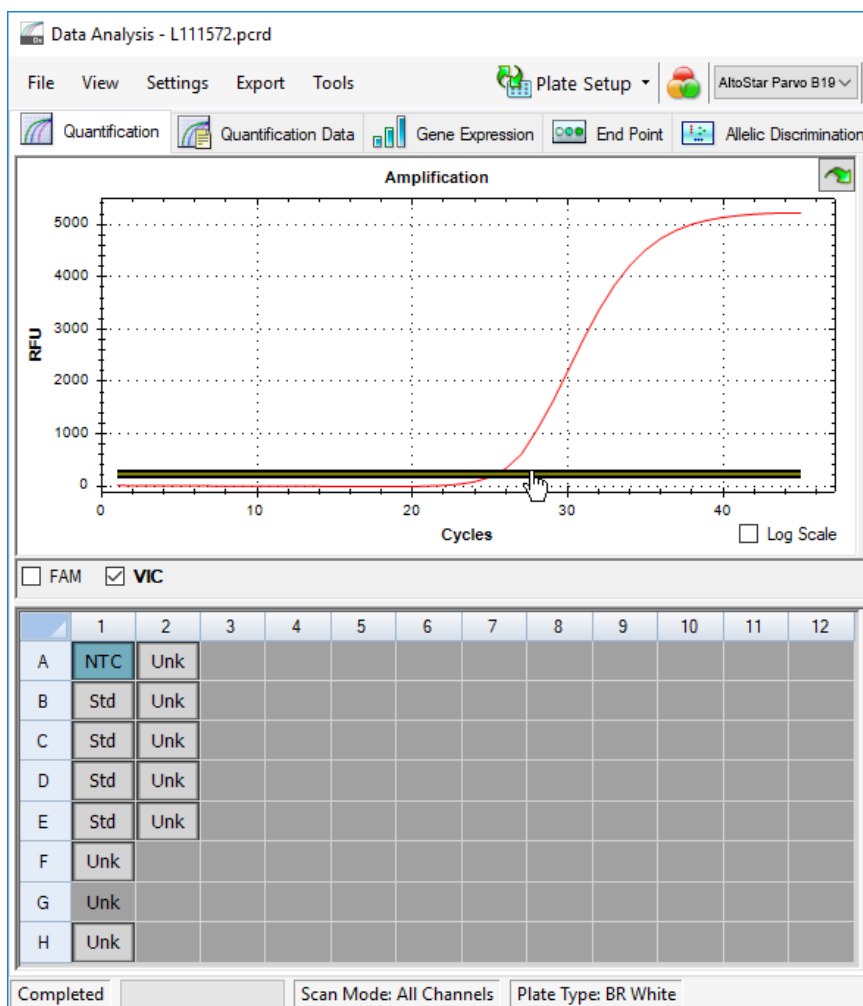 Data Analysis - L111572.pcrd
File View Settings Export Tools Plate Setup AltoStar Parvo B19
Quantification Quantification Data Gene Expression End Point Allelic Discrimination
Amplification
5000
4000
3000
2000
1000
0
RFU
0 10 20 30 40
Cycles
Log Scale
FAM VIC
1 2 3 4 5 6 7 8 9 10 11 12
A NTC Unk
B Std Unk
C Std Unk
D Std Unk
E Std Unk
F Unk
G Unk
H Unk
Completed Scan Mode: All Channels Plate Type: BR White